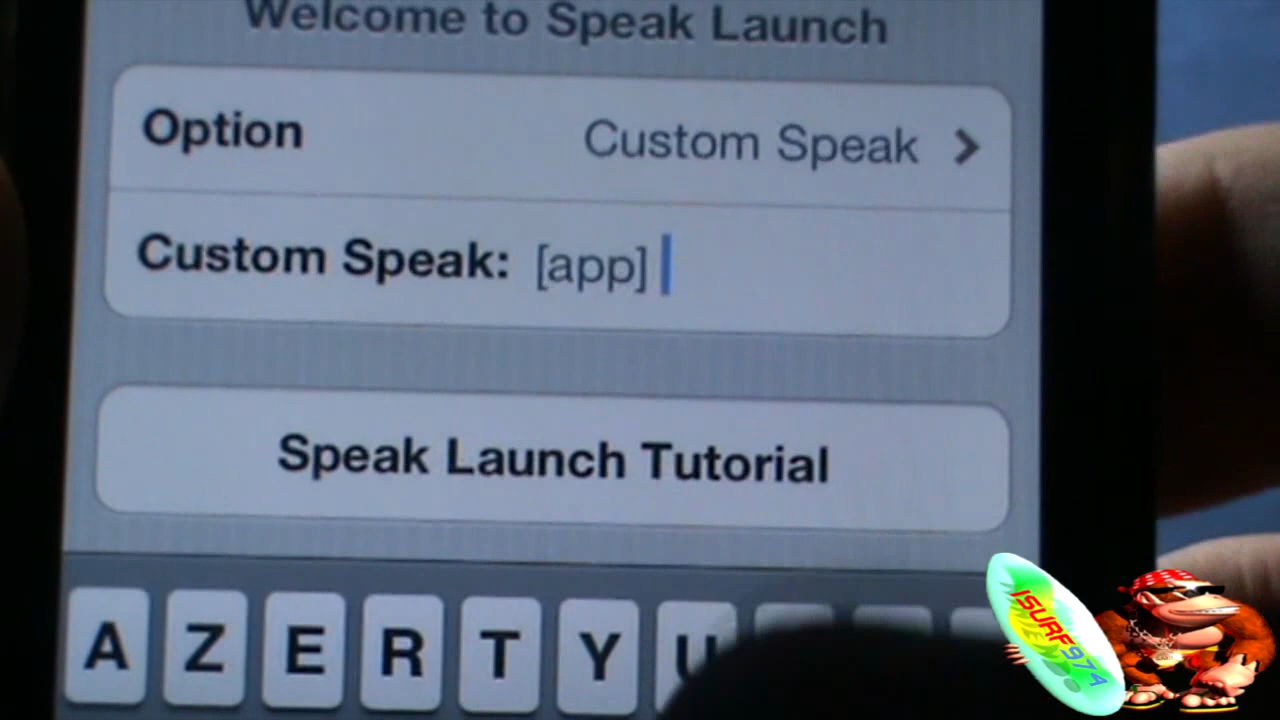 Welcome to Speak Launch
Option Custom Speak
Custom Speak: [app]
Speak Launch Tutorial
A Z E R T Y U
ISURF974